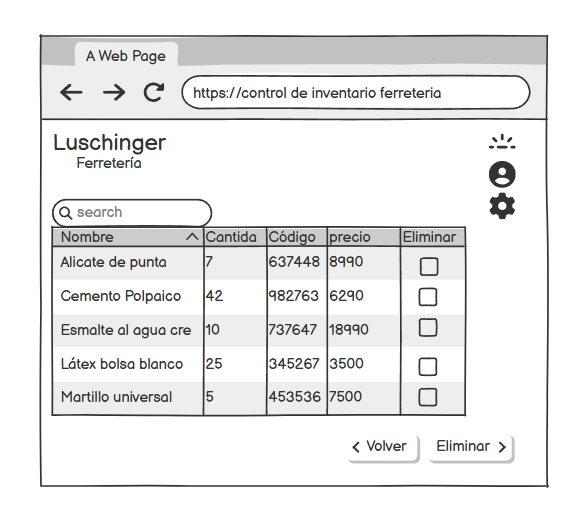 A Web Page
https://control de inventario ferreteria
Luschinger
Ferretería
search
Nombre Cantida Código precio Eliminar
Alicate de punta 7 637448 8990
Cemento Polpaico 42 982763 6290
Esmalte al agua cre 10 737647 18990
Látex bolsa blanco 25 345267 3500
Martillo universal 5 453536 7500
Volver Eliminar